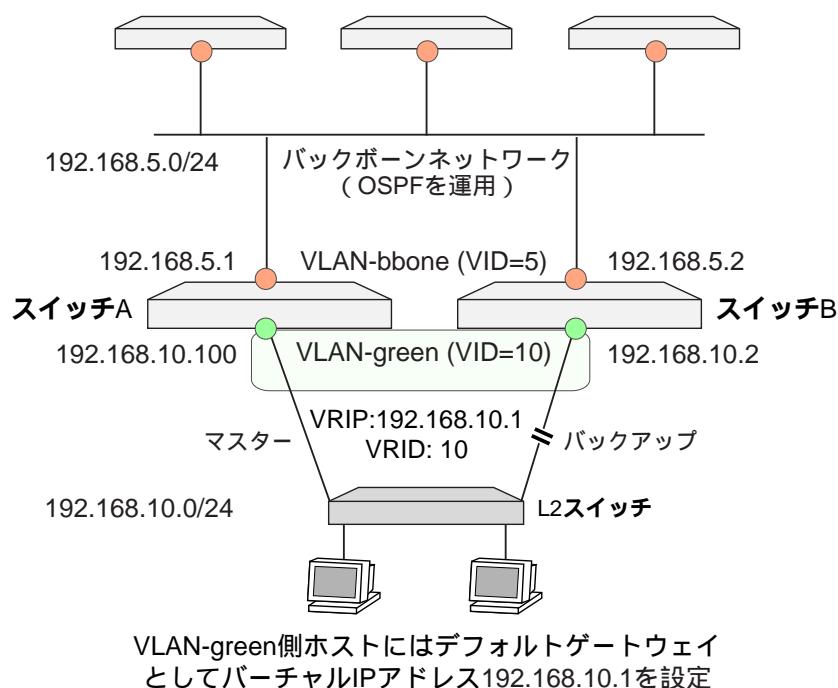 192.168.5.0/24
バックボーンネットワーク
(OSPFを運用)
192.168.5.1
VLAN-bbone (VID=5)
192.168.5.2
スイッチA
スイッチB
192.168.10.100
VLAN-green (VID=10)
192.168.10.2
マスター
VRIP:192.168.10.1
VRID: 10
バックアップ
192.168.10.0/24
L2スイッチ
VLAN-green側ホストにはデフォルトゲートウェイ
としてバーチャルIPアドレス192.168.10.1を設定